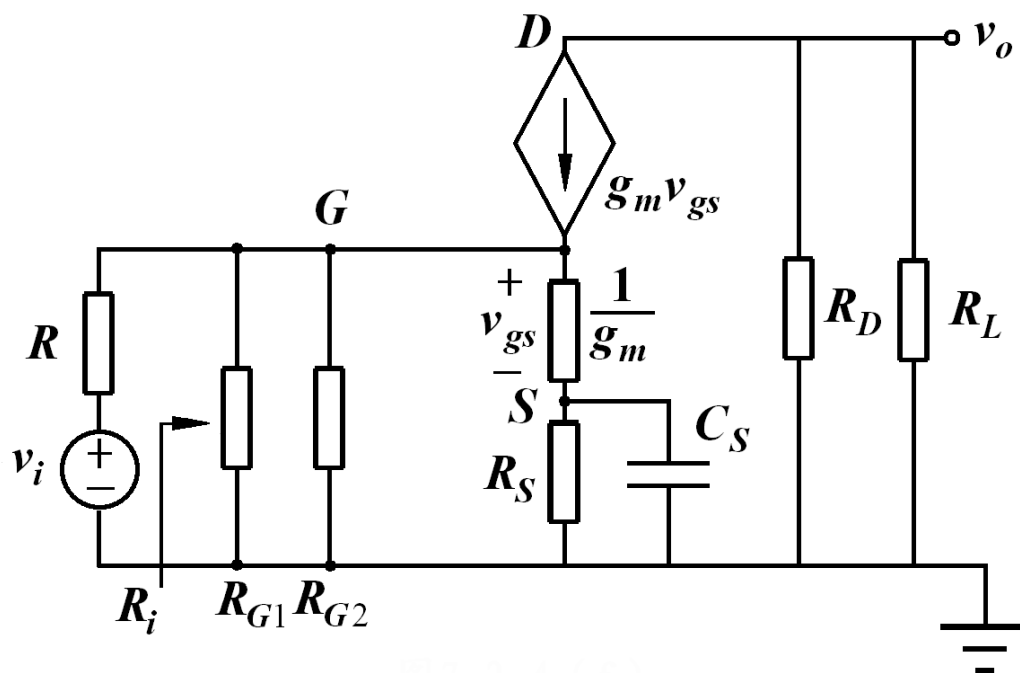 D
v_o
g_m v_gs
G
+
v_gs
−
1/g_m
R
R_D
R_L
S
C_S
v_i
+
−
R_S
R_i
R_G1
R_G2